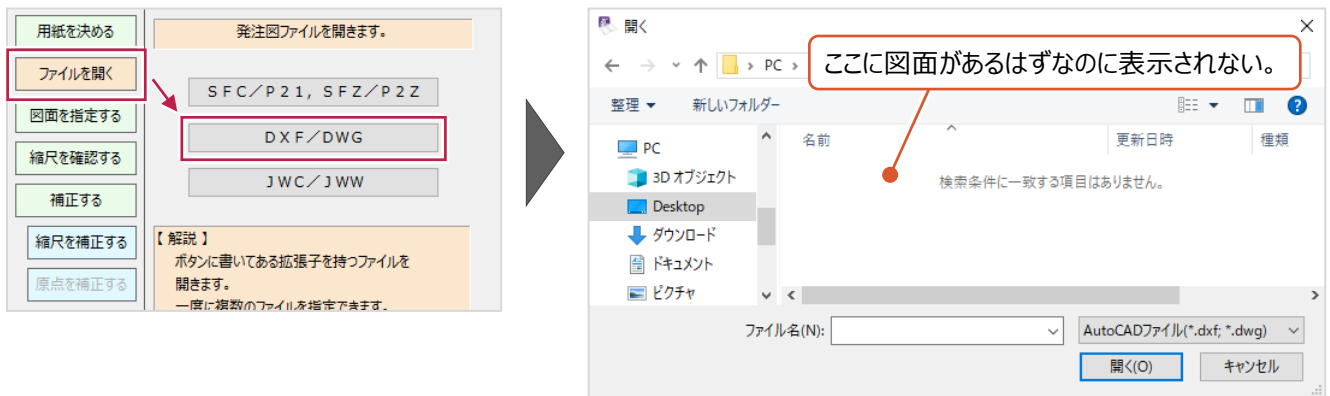 用紙を決める
ファイルを開く
図面を指定する
縮尺を確認する
補正する
縮尺を補正する
原点を補正する
発注図ファイルを開きます。
ＳＦＣ／Ｐ２１，ＳＦＺ／Ｐ２Ｚ
ＤＸＦ／ＤＷＧ
ＪＷＣ／ＪＷＷ
【 解説 】
ボタンに書いてある拡張子を持つファイルを
開きます。
一度に複数のファイルを指定できます。
開く
PC
ここに図面があるはずなのに表示されない。
整理
新しいフォルダー
PC
3D オブジェクト
Desktop
ダウンロード
ドキュメント
ピクチャ
名前
更新日時
種類
検索条件に一致する項目はありません。
ファイル名(N):
AutoCADファイル(*.dxf; *.dwg)
開く(O)
キャンセル